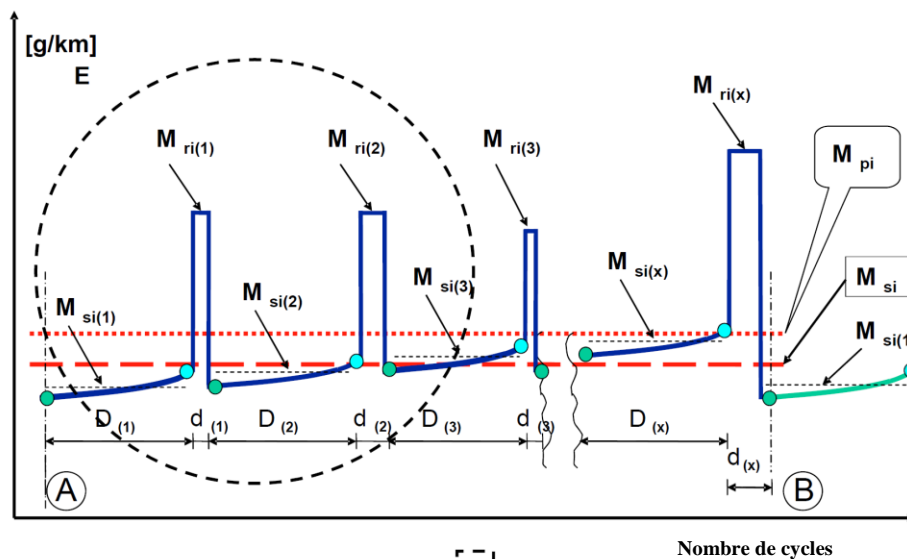 [g/km]
E
M ri(x)
M ri(1)
M ri(2)
M ri(3)
M pi
M si(x)
M si
M si(3)
M si(2)
M si(1)
M si(1
D (1)
d (1)
D (2)
d (2)
D (3)
d (3)
D (x)
d (x)
A
B
Nombre de cycles